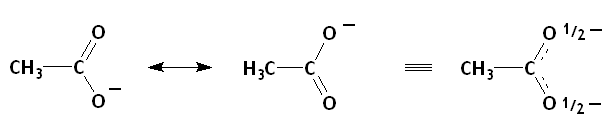 O O − O 1/2 −
CH3 C H3C C CH3 C
O − O O 1/2 −